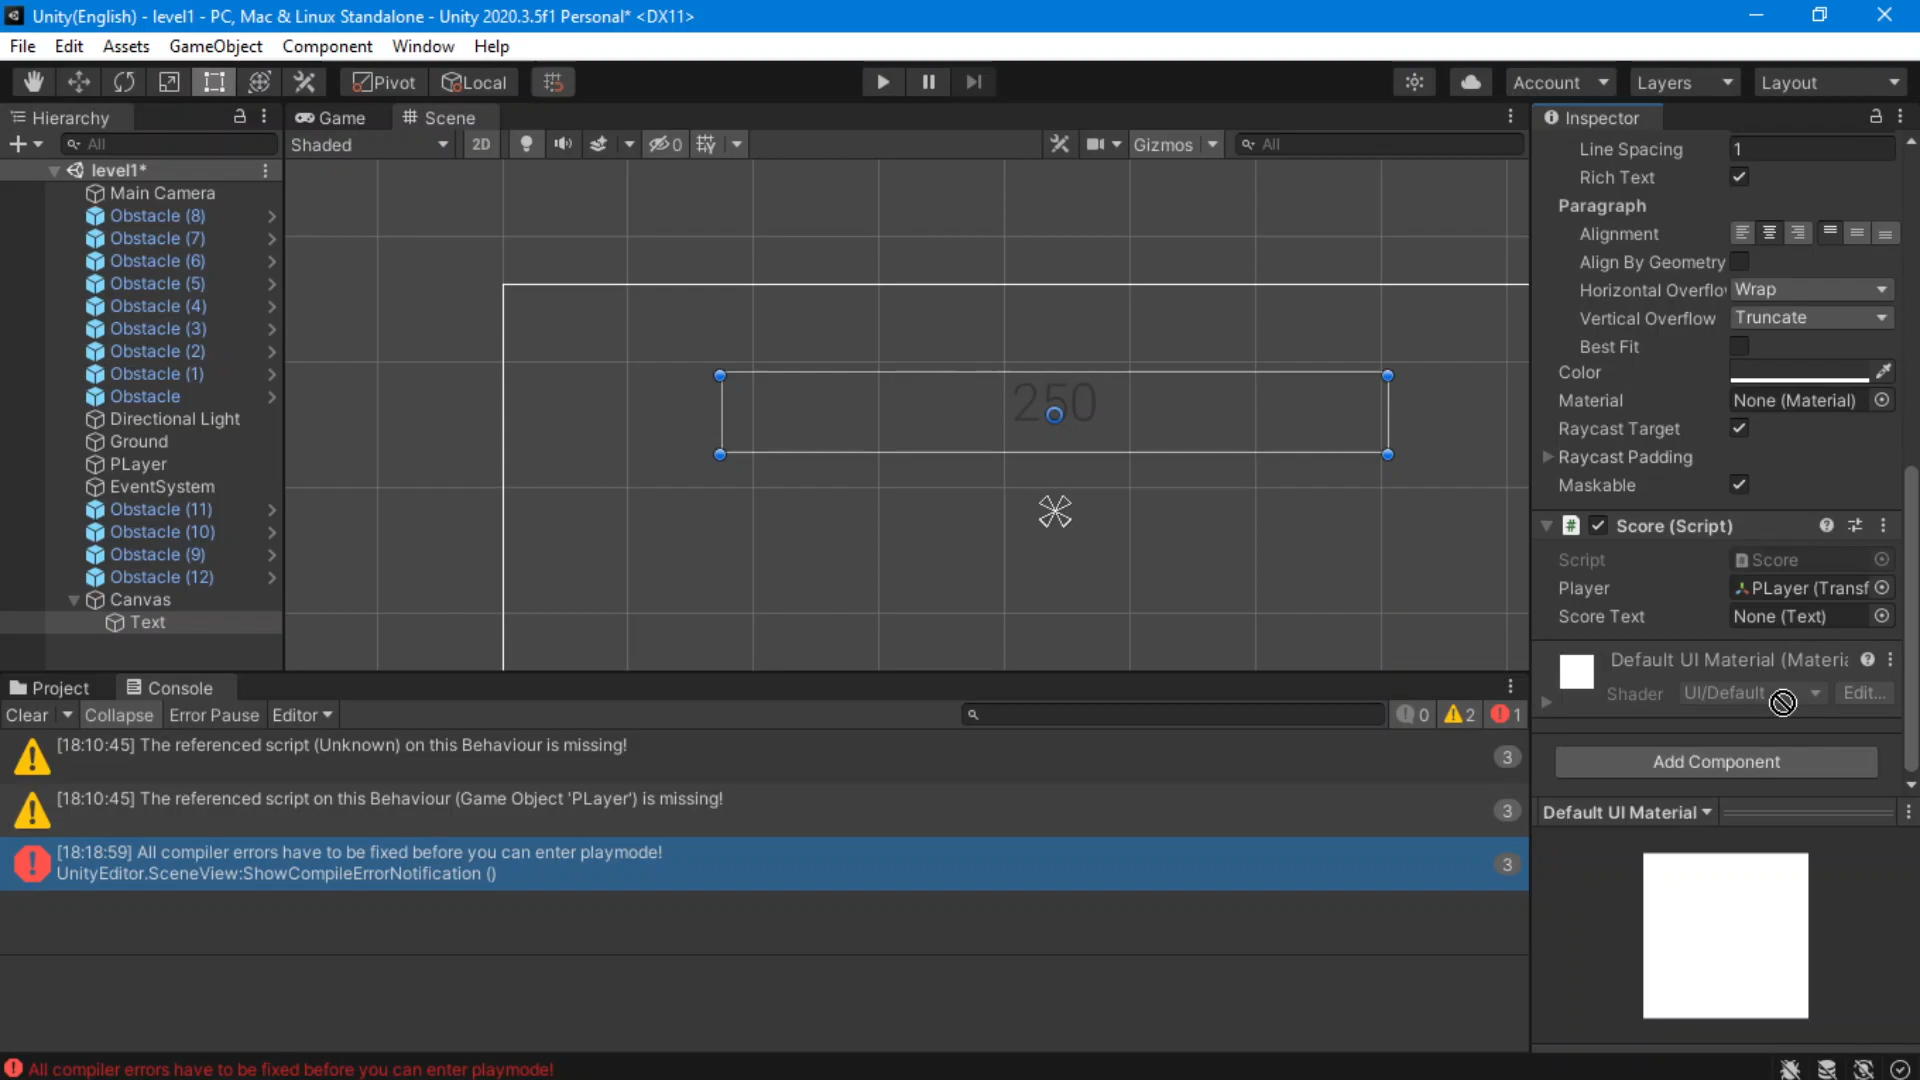 Unity(English) - level1 - PC, Mac & Linux Standalone - Unity 2020.3.5f1 Personal* <DX11>
File Edit Assets GameObject Component Window Help
Pivot Local Account Layers Layout
Hierarchy Game Scene Inspector
All Shaded 2D 0 Gizmos All
level1*
Main Camera
Obstacle (8)
Obstacle (7)
Obstacle (6)
Obstacle (5)
Obstacle (4)
Obstacle (3)
Obstacle (2)
Obstacle (1)
Obstacle
Directional Light
Ground
PLayer
EventSystem
Obstacle (11)
Obstacle (10)
Obstacle (9)
Obstacle (12)
Canvas
Text
250
Line Spacing 1
Rich Text
Paragraph
Alignment
Align By Geometry
Horizontal Overflo Wrap
Vertical Overflow Truncate
Best Fit
Color
Material None (Material)
Raycast Target
Raycast Padding
Maskable
# Score (Script)
Script Score
Player PLayer (Transf
Score Text None (Text)
Default UI Material (Materia
Shader UI/Default Edit...
Add Component
Default UI Material
Project Console
Clear Collapse Error Pause Editor 0 2 1
[18:10:45] The referenced script (Unknown) on this Behaviour is missing! 3
[18:10:45] The referenced script on this Behaviour (Game Object 'PLayer') is missing! 3
[18:18:59] All compiler errors have to be fixed before you can enter playmode!
UnityEditor.SceneView:ShowCompileErrorNotification () 3
All compiler errors have to be fixed before you can enter playmode!